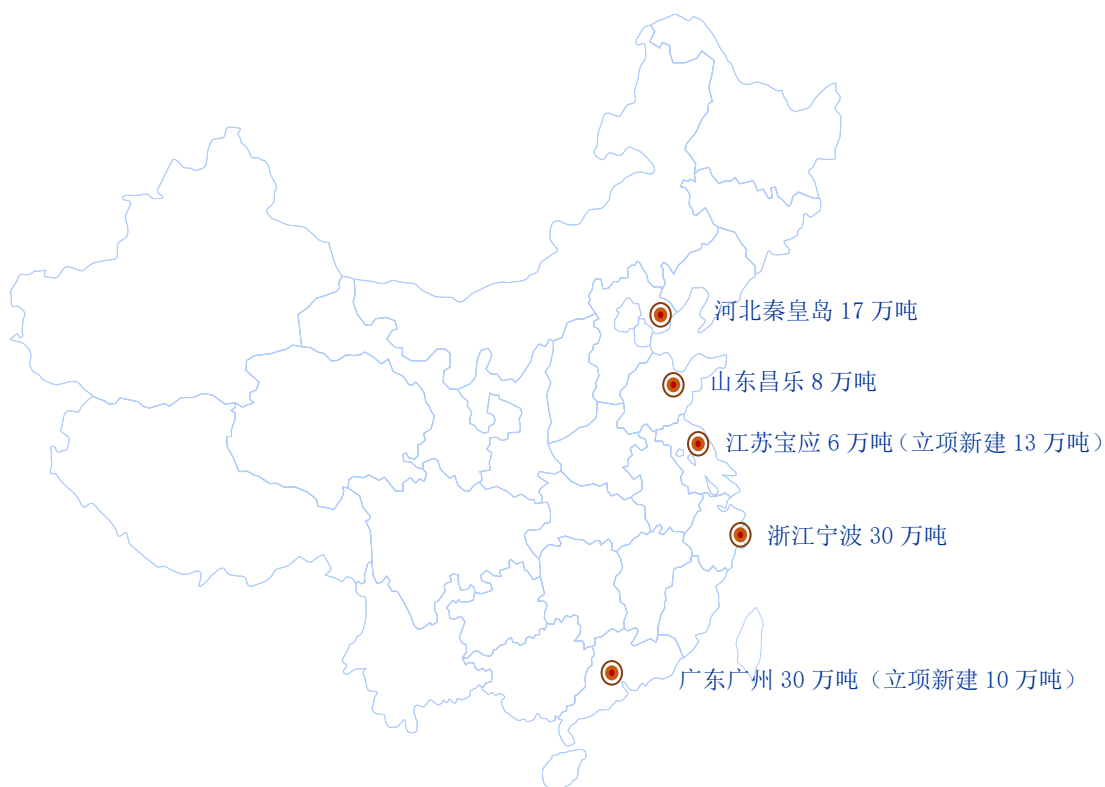 河北秦皇岛 17 万吨
山东昌乐 8 万吨
江苏宝应 6 万吨（立项新建 13 万吨）
浙江宁波 30 万吨
广东广州 30 万吨（立项新建 10 万吨）